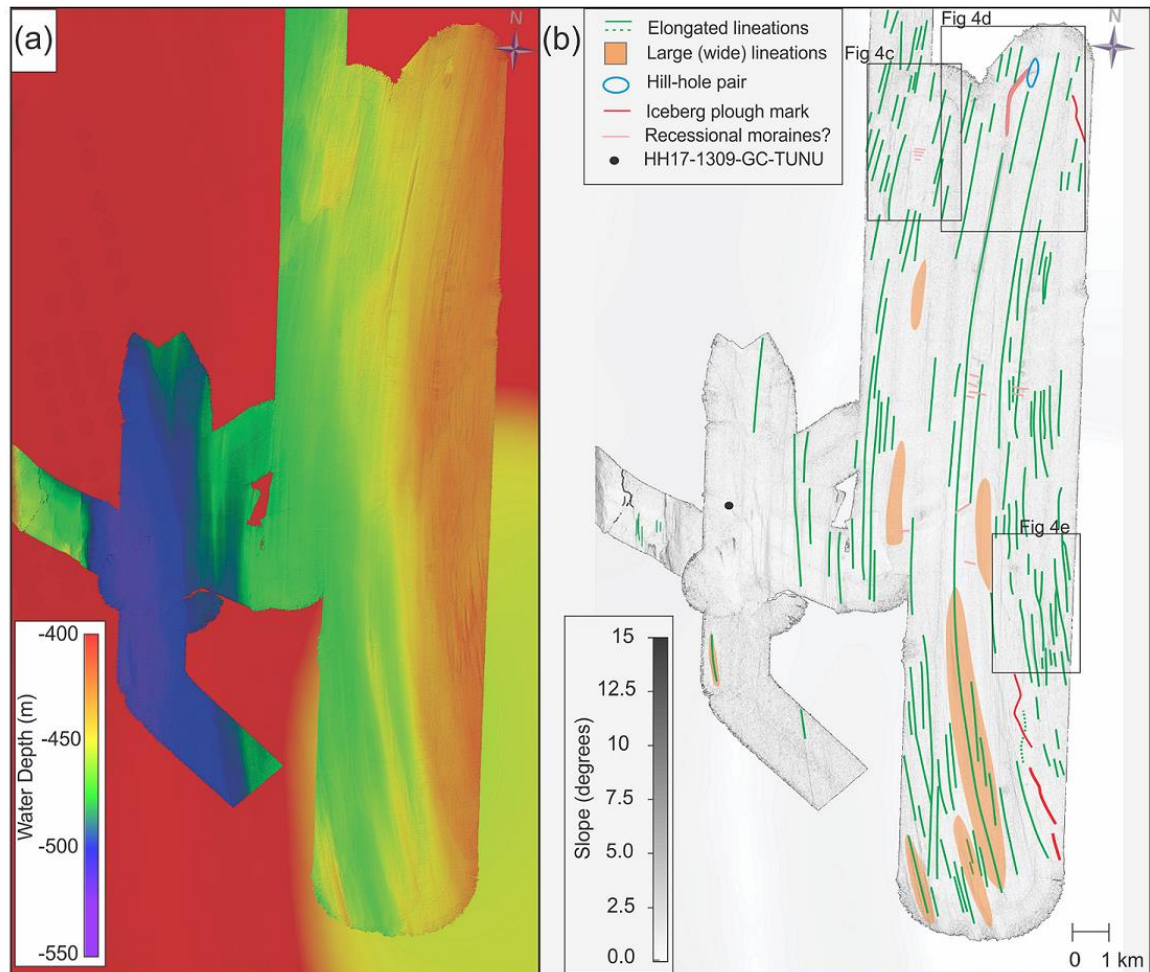 (a)
N
Water Depth (m)
-400
-450
-500
-550
(b)
N
Elongated lineations
Large (wide) lineations
Hill-hole pair
Iceberg plough mark
Recessional moraines?
HH17-1309-GC-TUNU
Fig 4d
Fig 4c
Fig 4e
Slope (degrees)
15
12.5
10
7.5
5.0
2.5
0.0
0 1 km